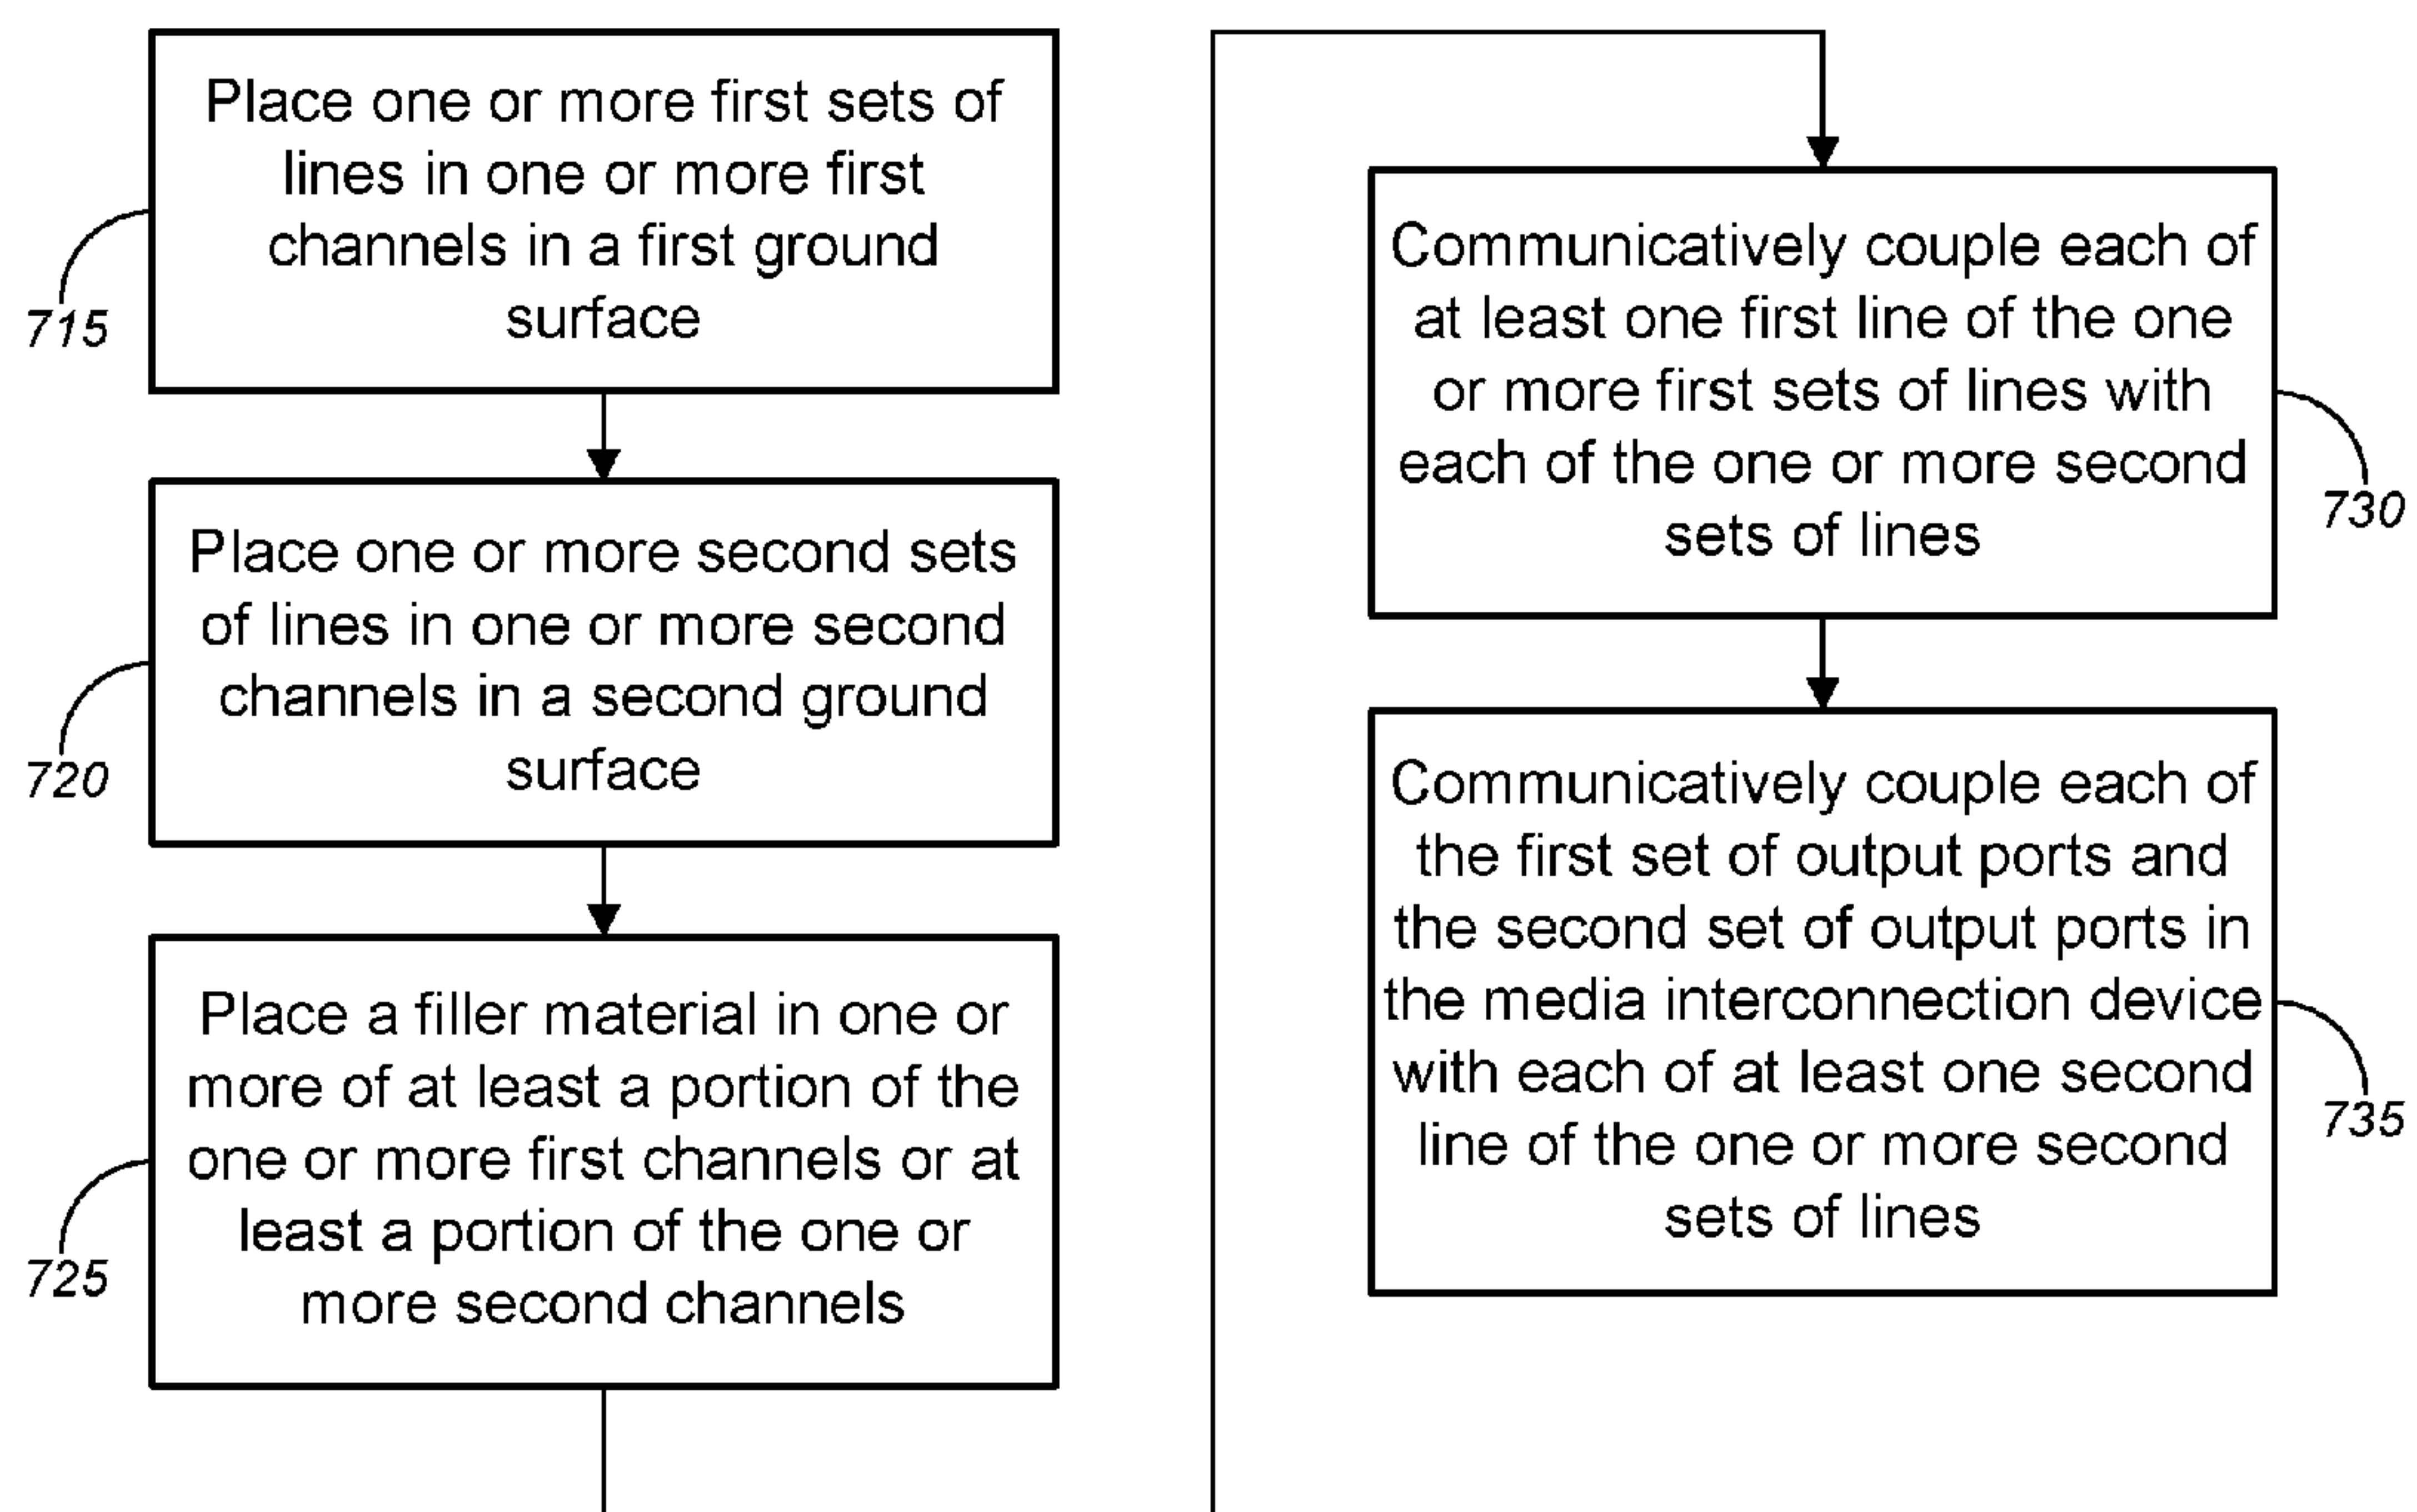 Place one or more first sets of
lines in one or more first
channels in a first ground
surface
715
Place one or more second sets
of lines in one or more second
channels in a second ground
surface
720
Place a filler material in one or
more of at least a portion of the
one or more first channels or at
least a portion of the one or
more second channels
725
Communicatively couple each of
at least one first line of the one
or more first sets of lines with
each of the one or more second
sets of lines
730
Communicatively couple each of
the first set of output ports and
the second set of output ports in
the media interconnection device
with each of at least one second
line of the one or more second
sets of lines
735